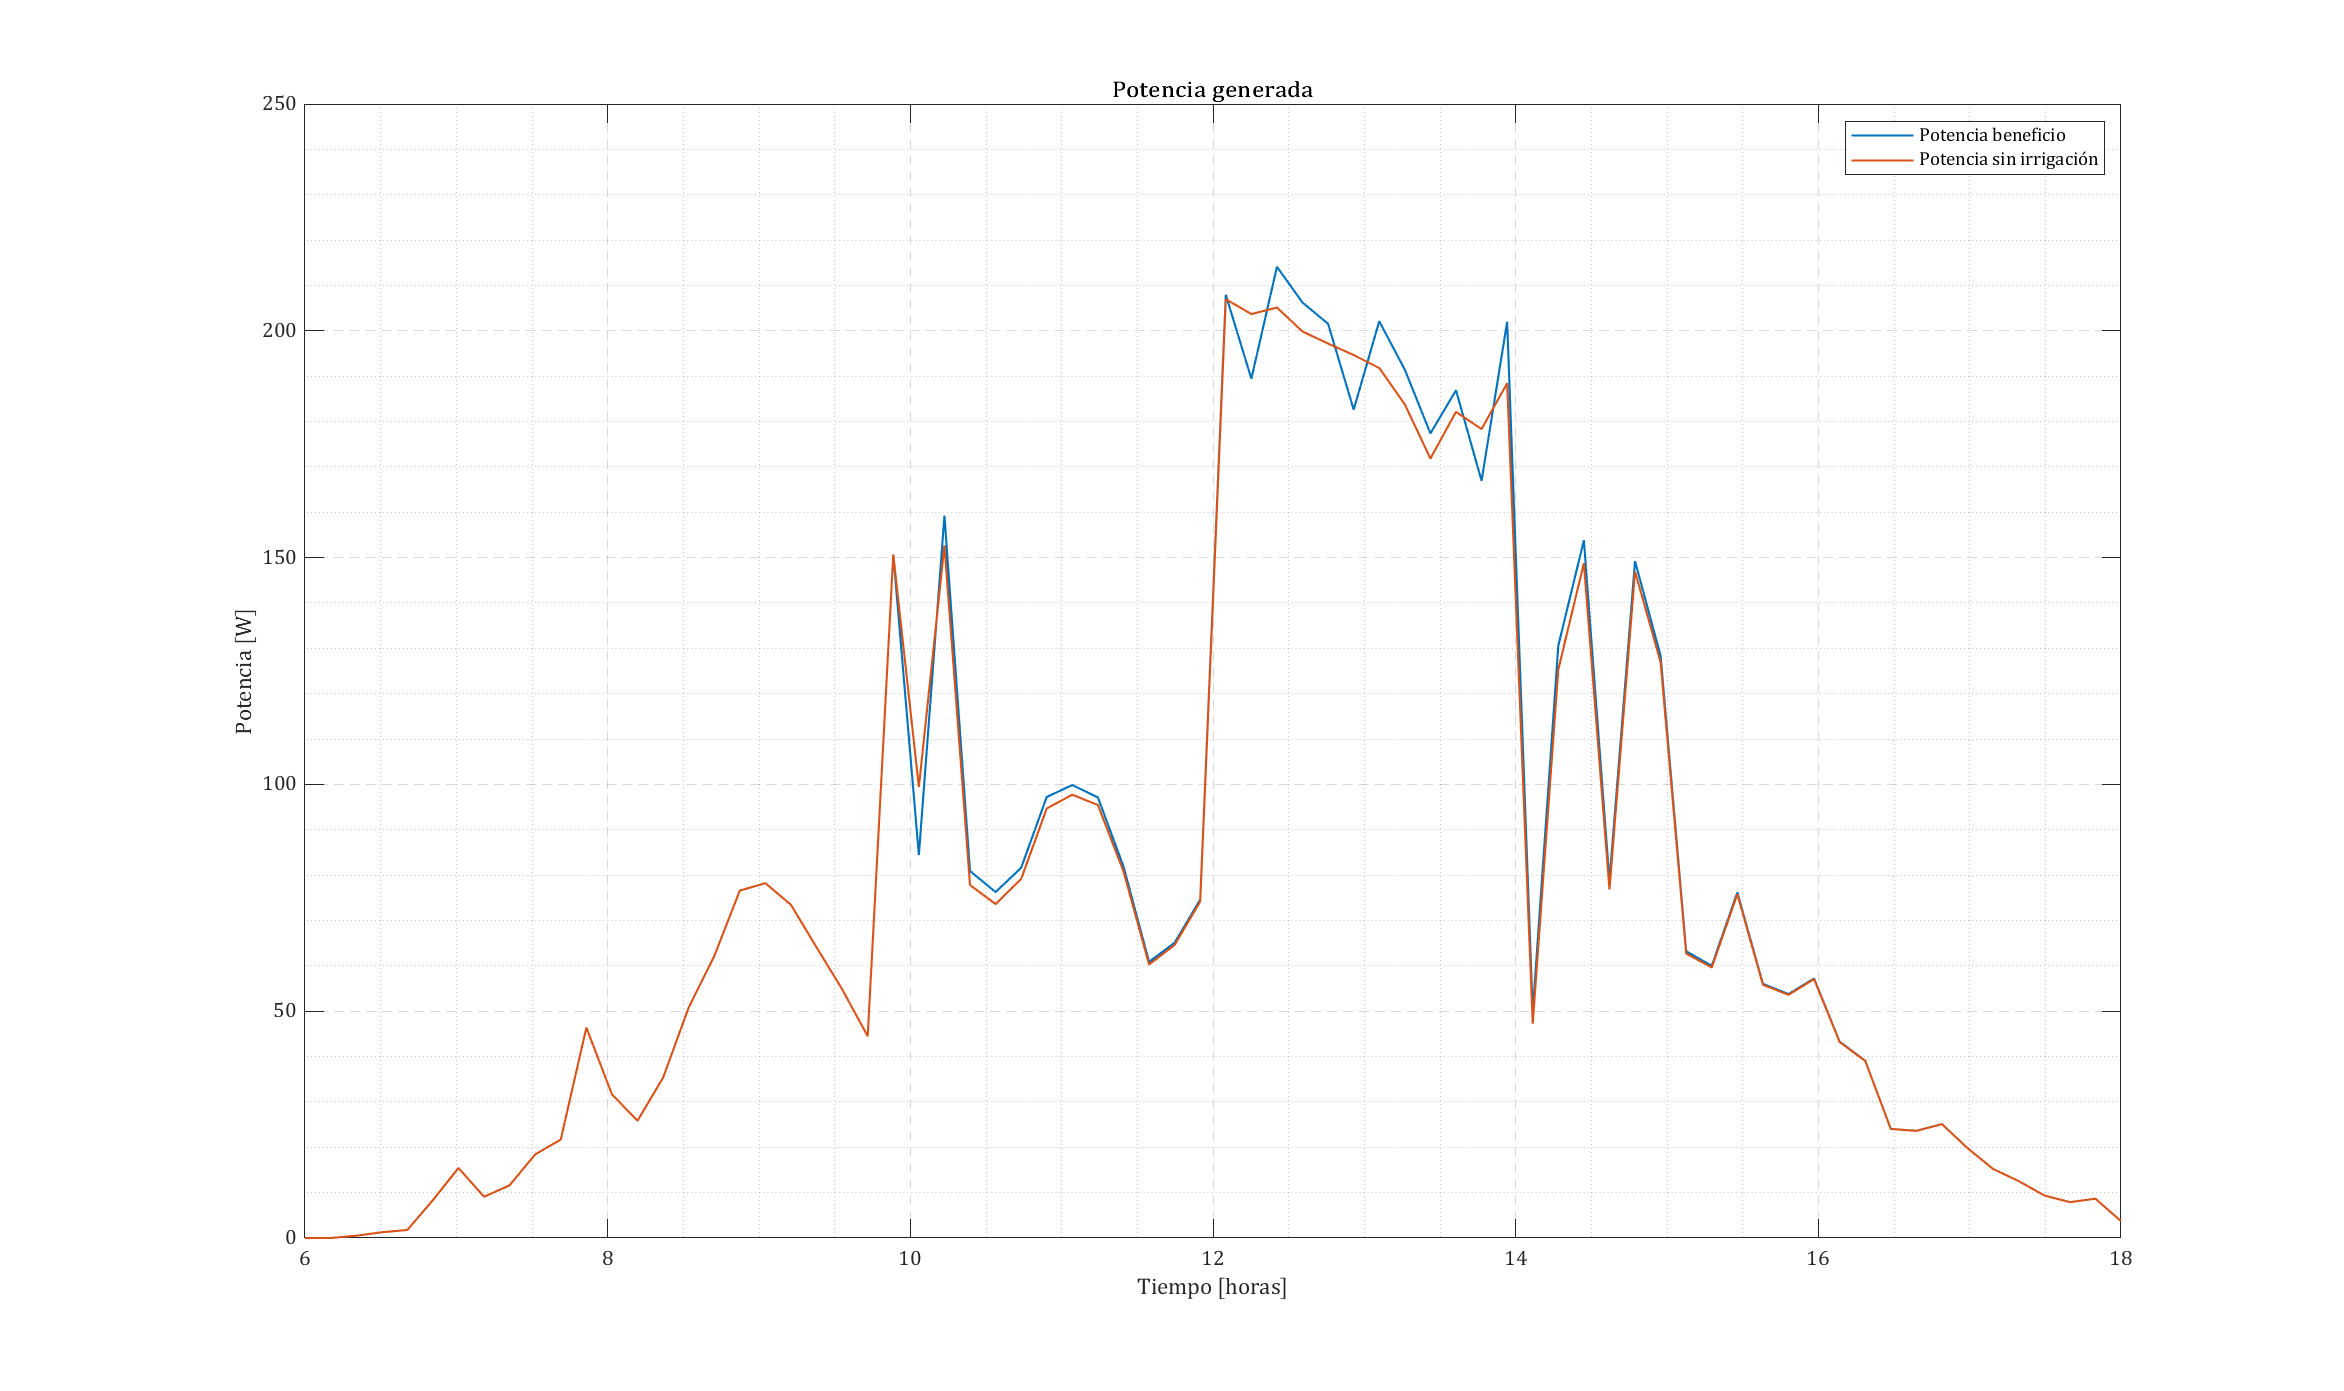 Potencia generada
250
200
150
100
50
0
Potencia [W]
Potencia beneficio
Potencia sin irrigación
6 8 10 12 14 16 18
Tiempo [horas]